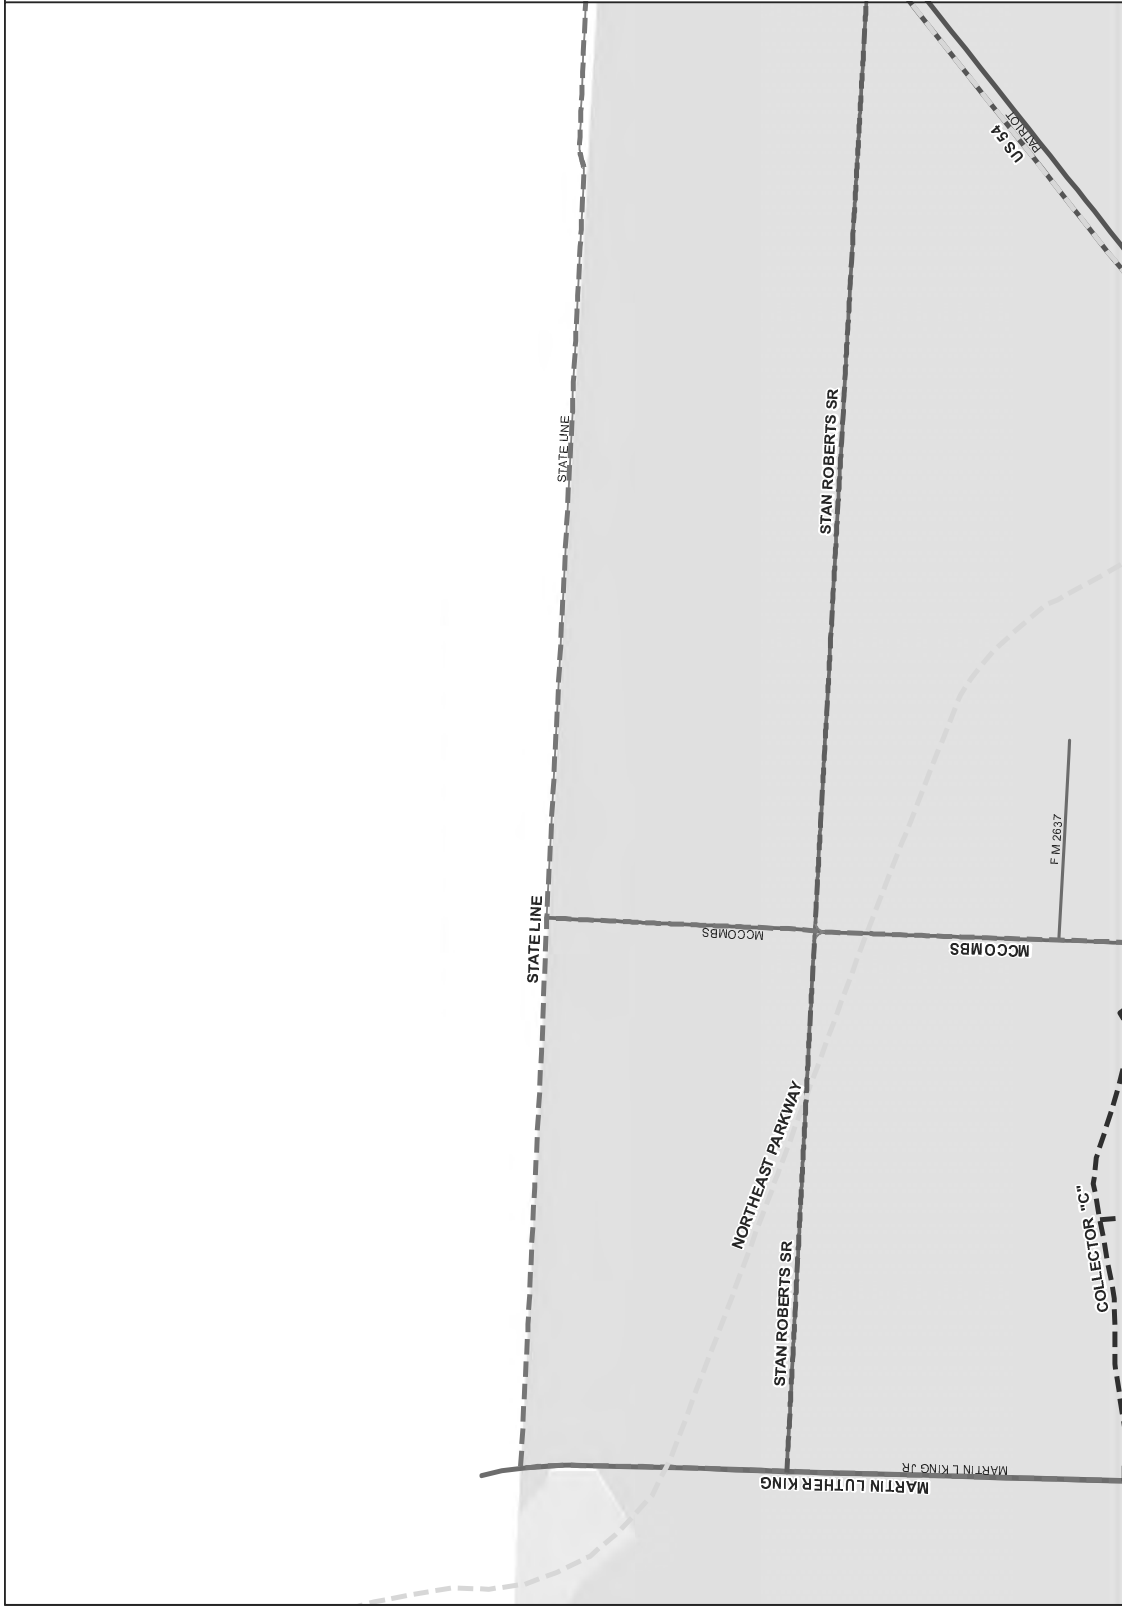 US 54
PATRIOT
STAN ROBERTS SR
STATE LINE
F M 2637
STATE LINE
MCCOMBS
MCCOMBS
NORTHEAST PARKWAY
COLLECTOR "C"
STAN ROBERTS SR
MARTIN L KING JR
MARTIN LUTHER KING